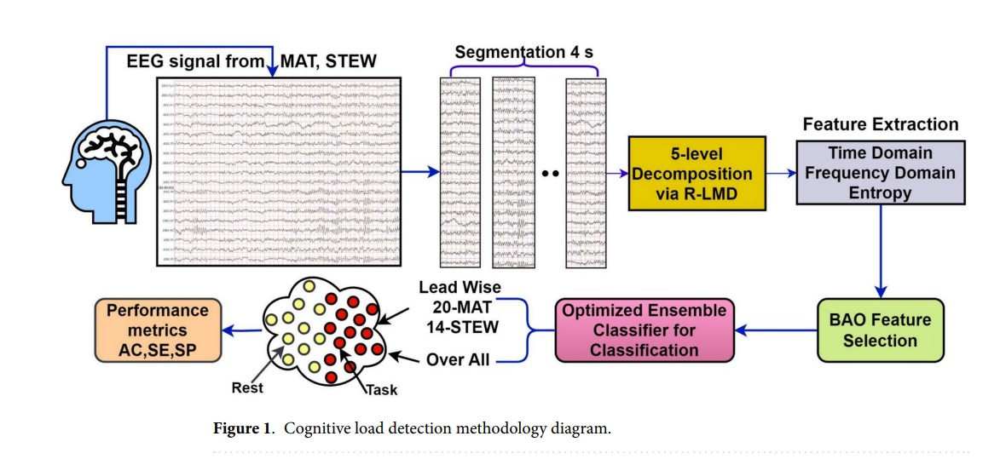 EEG signal from MAT, STEW
Segmentation 4 s
5-level
Decomposition
via R-LMD
Feature Extraction
Time Domain
Frequency Domain
Entropy
BAO Feature
Selection
Optimized Ensemble
Classifier for
Classification
Lead Wise
20-MAT
14-STEW
Over All
Rest
Task
Performance
metrics
AC,SE,SP
Figure 1. Cognitive load detection methodology diagram.